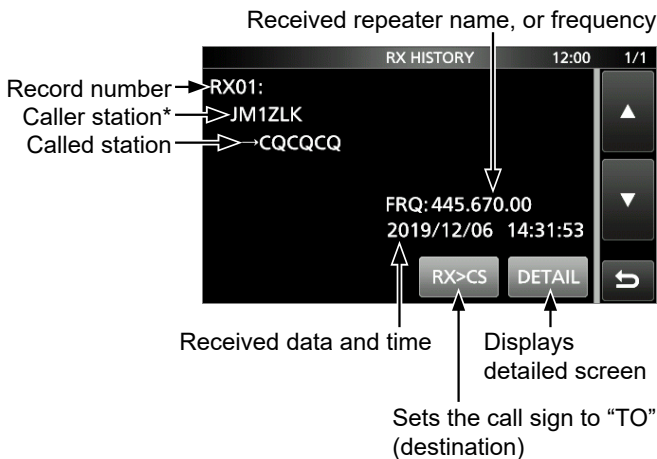 Received repeater name, or frequency
RX HISTORY 12:00 1/1
Record number
RX01:
Caller station*
JM1ZLK
Called station
→CQCQCQ
FRQ: 445.670.00
2019/12/06 14:31:53
RX>CS DETAIL
Received data and time
Displays
detailed screen
Sets the call sign to “TO”
(destination)